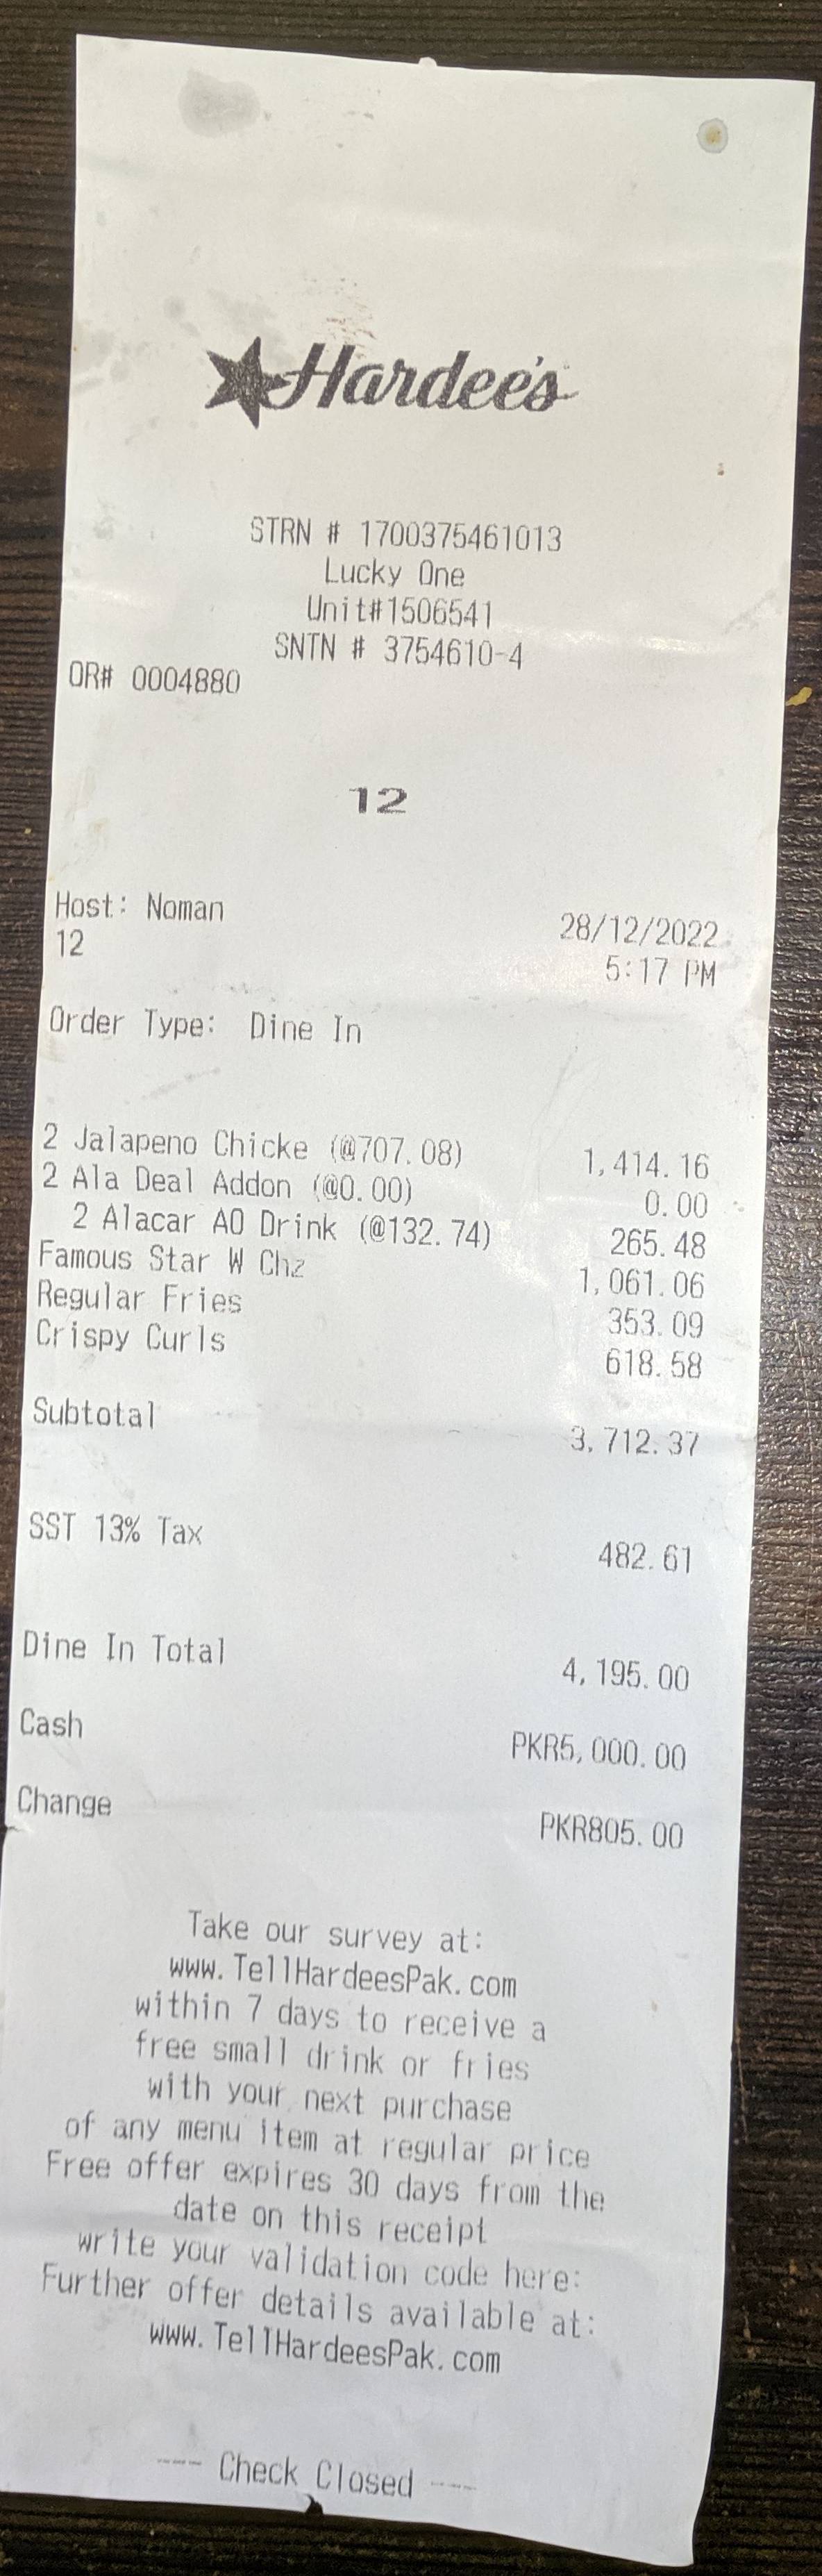 Hardee's
STRN # 1700375461013
Lucky One
Unit#1506541
SNTN # 3754610-4
OR# 0004880
12
Host: Noman 28/12/2022
12 5:17 PM
Order Type: Dine In
2 Jalapeno Chicke (@707.08) 1,414.16
2 Ala Deal Addon (@0.00) 0.00
2 Alacar AO Drink (@132.74) 265.48
Famous Star W Chz 1,061.06
Regular Fries 353.09
Crispy Curls 618.58
Subtotal 3,712.37
SST 13% Tax 482.61
Dine In Total 4,195.00
Cash PKR5,000.00
Change PKR805.00
Take our survey at:
www.TellHardeesPak.com
within 7 days to receive a
free small drink or fries
with your next purchase
of any menu item at regular price
Free offer expires 30 days from the
date on this receipt
write your validation code here:
Further offer details available at:
www.TellHardeesPak.com
--- Check Closed ---